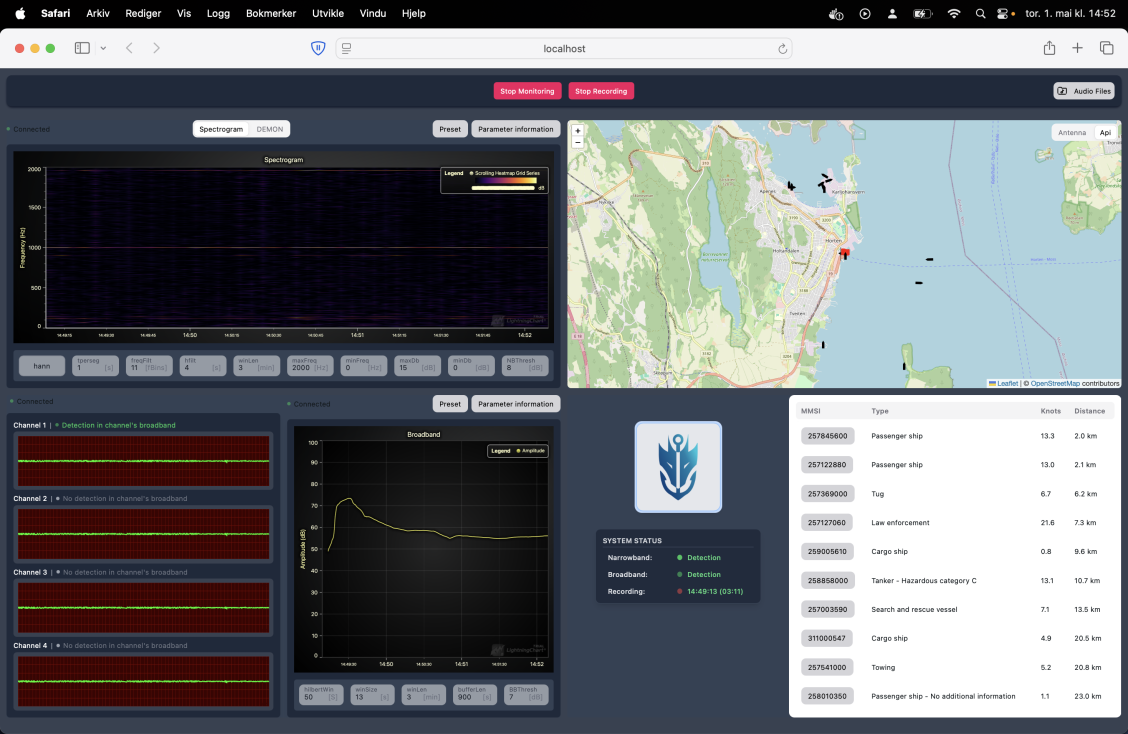 Safari Arkiv Rediger Vis Logg Bokmerker Utvikle Vindu Hjelp tor. 1. mai kl. 14:52
localhost
Stop Monitoring Stop Recording Audio Files
Connected Spectrogram DEMON Preset Parameter information
Spectrogram
Legend Scrolling Heatmap Grid Series
dB
Frequency (Hz)
2000
1500
1000
500
0
14:49:15 14:49:30 14:49:45 14:50 14:50:15 14:50:30 14:50:45 14:51 14:51:15 14:51:30 14:51:45 14:52
LightningChart
hann
tperseg 1 [s]
freqFilt 11 [fBins]
hfilt 4 [s]
winLen 3 [min]
maxFreq 2000 [Hz]
minFreq 0 [Hz]
maxDb 15 [dB]
minDb 0 [dB]
NBThresh 8 [dB]
+
−
Antenna Api
Apenes
Karljohansvern
Nykirke
Horten
Holtandalen
Tveiten
Skoppum
Leaflet | © OpenStreetMap contributors
Connected
Channel 1 | Detection in channel's broadband
Channel 2 | No detection in channel's broadband
Channel 3 | No detection in channel's broadband
Channel 4 | No detection in channel's broadband
Connected Preset Parameter information
Broadband
Legend Amplitude
Amplitude (dB)
100
90
80
70
60
50
40
30
20
10
0
14:49:30 14:50 14:50:30 14:51 14:51:30 14:52
LightningChart
hilbertWin 50 [S]
winSize 13 [s]
winLen 3 [min]
bufferLen 900 [s]
BBThresh 7 [dB]
SYSTEM STATUS
Narrowband: Detection
Broadband: Detection
Recording: 14:49:13 (03:11)
MMSI Type Knots Distance
257845600 Passenger ship 13.3 2.0 km
257122880 Passenger ship 13.0 2.1 km
257369000 Tug 6.7 6.2 km
257127060 Law enforcement 21.6 7.3 km
259005610 Cargo ship 0.8 9.6 km
258858000 Tanker - Hazardous category C 13.1 10.7 km
257003590 Search and rescue vessel 7.1 13.5 km
311000547 Cargo ship 4.9 20.5 km
257541000 Towing 5.2 20.8 km
258010350 Passenger ship - No additional information 1.1 23.0 km